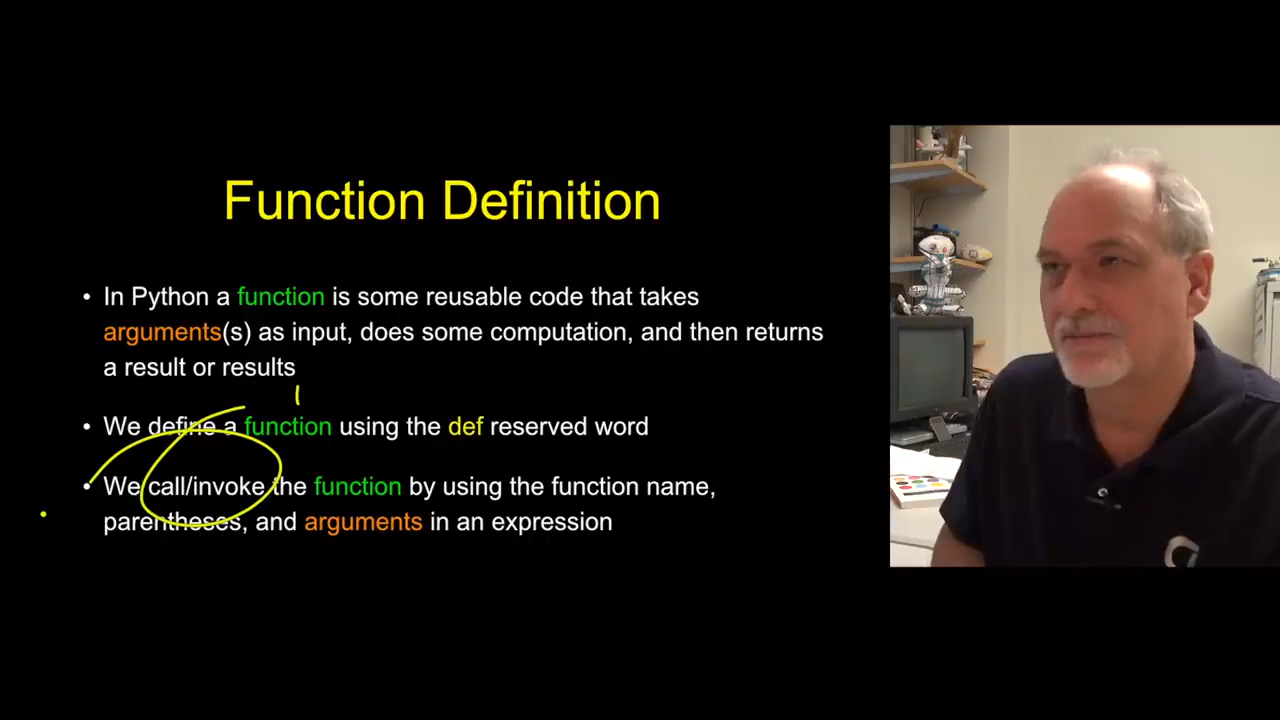 Function Definition
• In Python a function is some reusable code that takes
arguments(s) as input, does some computation, and then returns
a result or results
• We define a function using the def reserved word
• We call/invoke the function by using the function name,
parentheses, and arguments in an expression